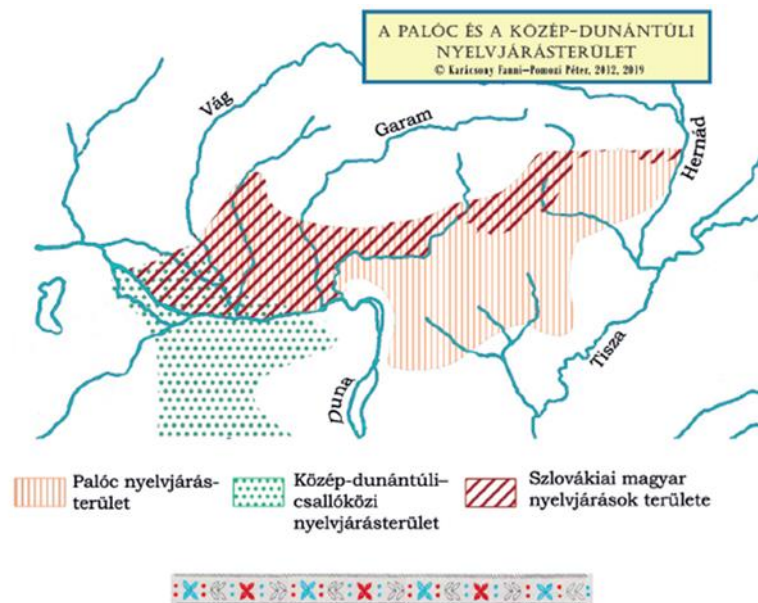 A PALÓC ÉS A KÖZÉP-DUNÁNTÚLI
NYELVJÁRÁSTERÜLET
© Karácsony Fanni–Pomozi Péter, 2012, 2019
Vág
Garam
Hernád
Duna
Tisza
Palóc nyelvjárás-
terület
Közép-dunántúli–
csallóközi
nyelvjárásterület
Szlovákiai magyar
nyelvjárások területe